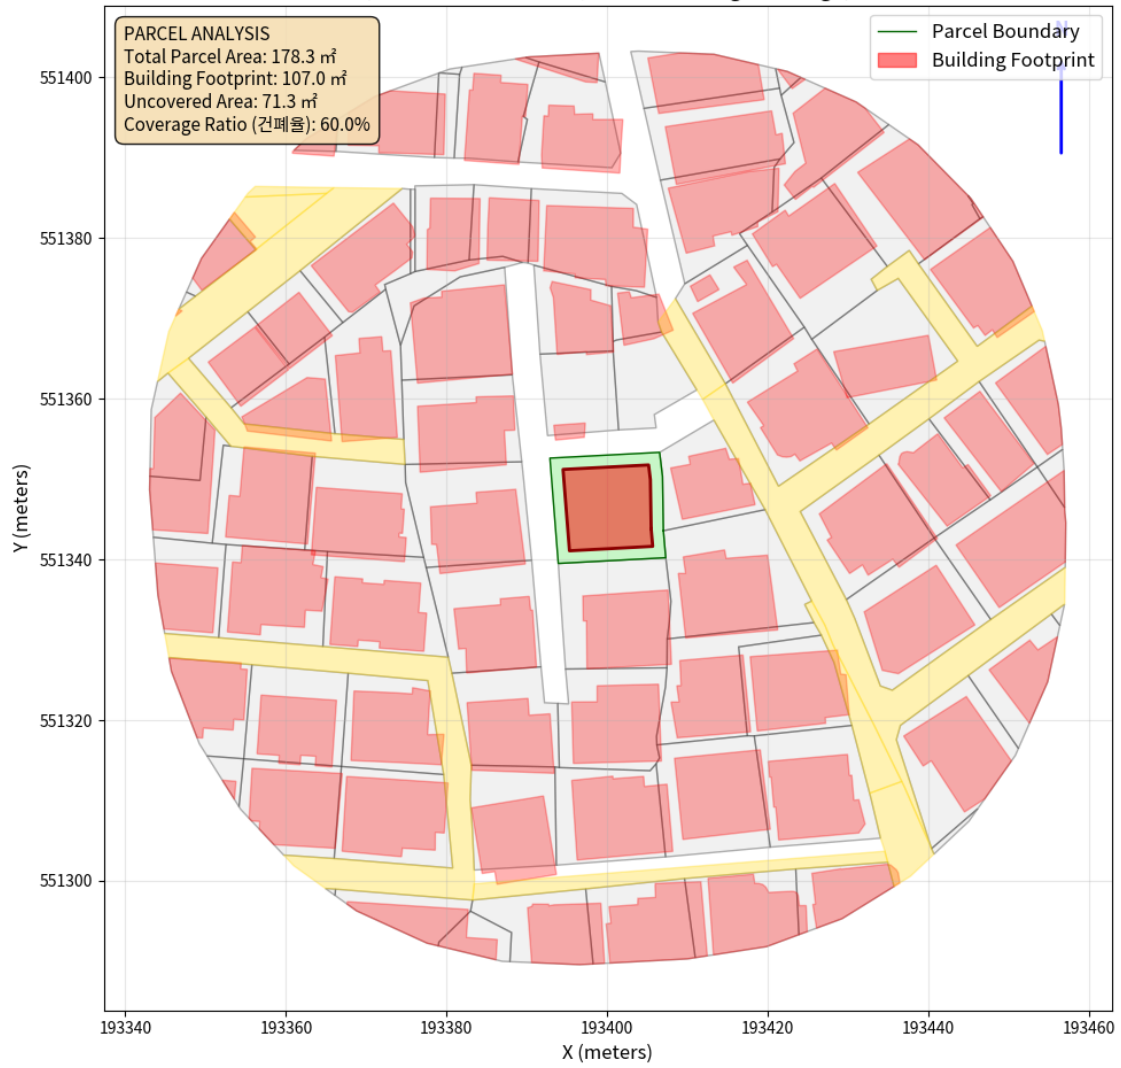 PARCEL ANALYSIS
Total Parcel Area: 178.3 ㎡
Building Footprint: 107.0 ㎡
Uncovered Area: 71.3 ㎡
Coverage Ratio (건폐율): 60.0%
Parcel Boundary
Building Footprint
N
551400
551380
551360
551340
551320
551300
Y (meters)
193340
193360
193380
193400
193420
193440
193460
X (meters)